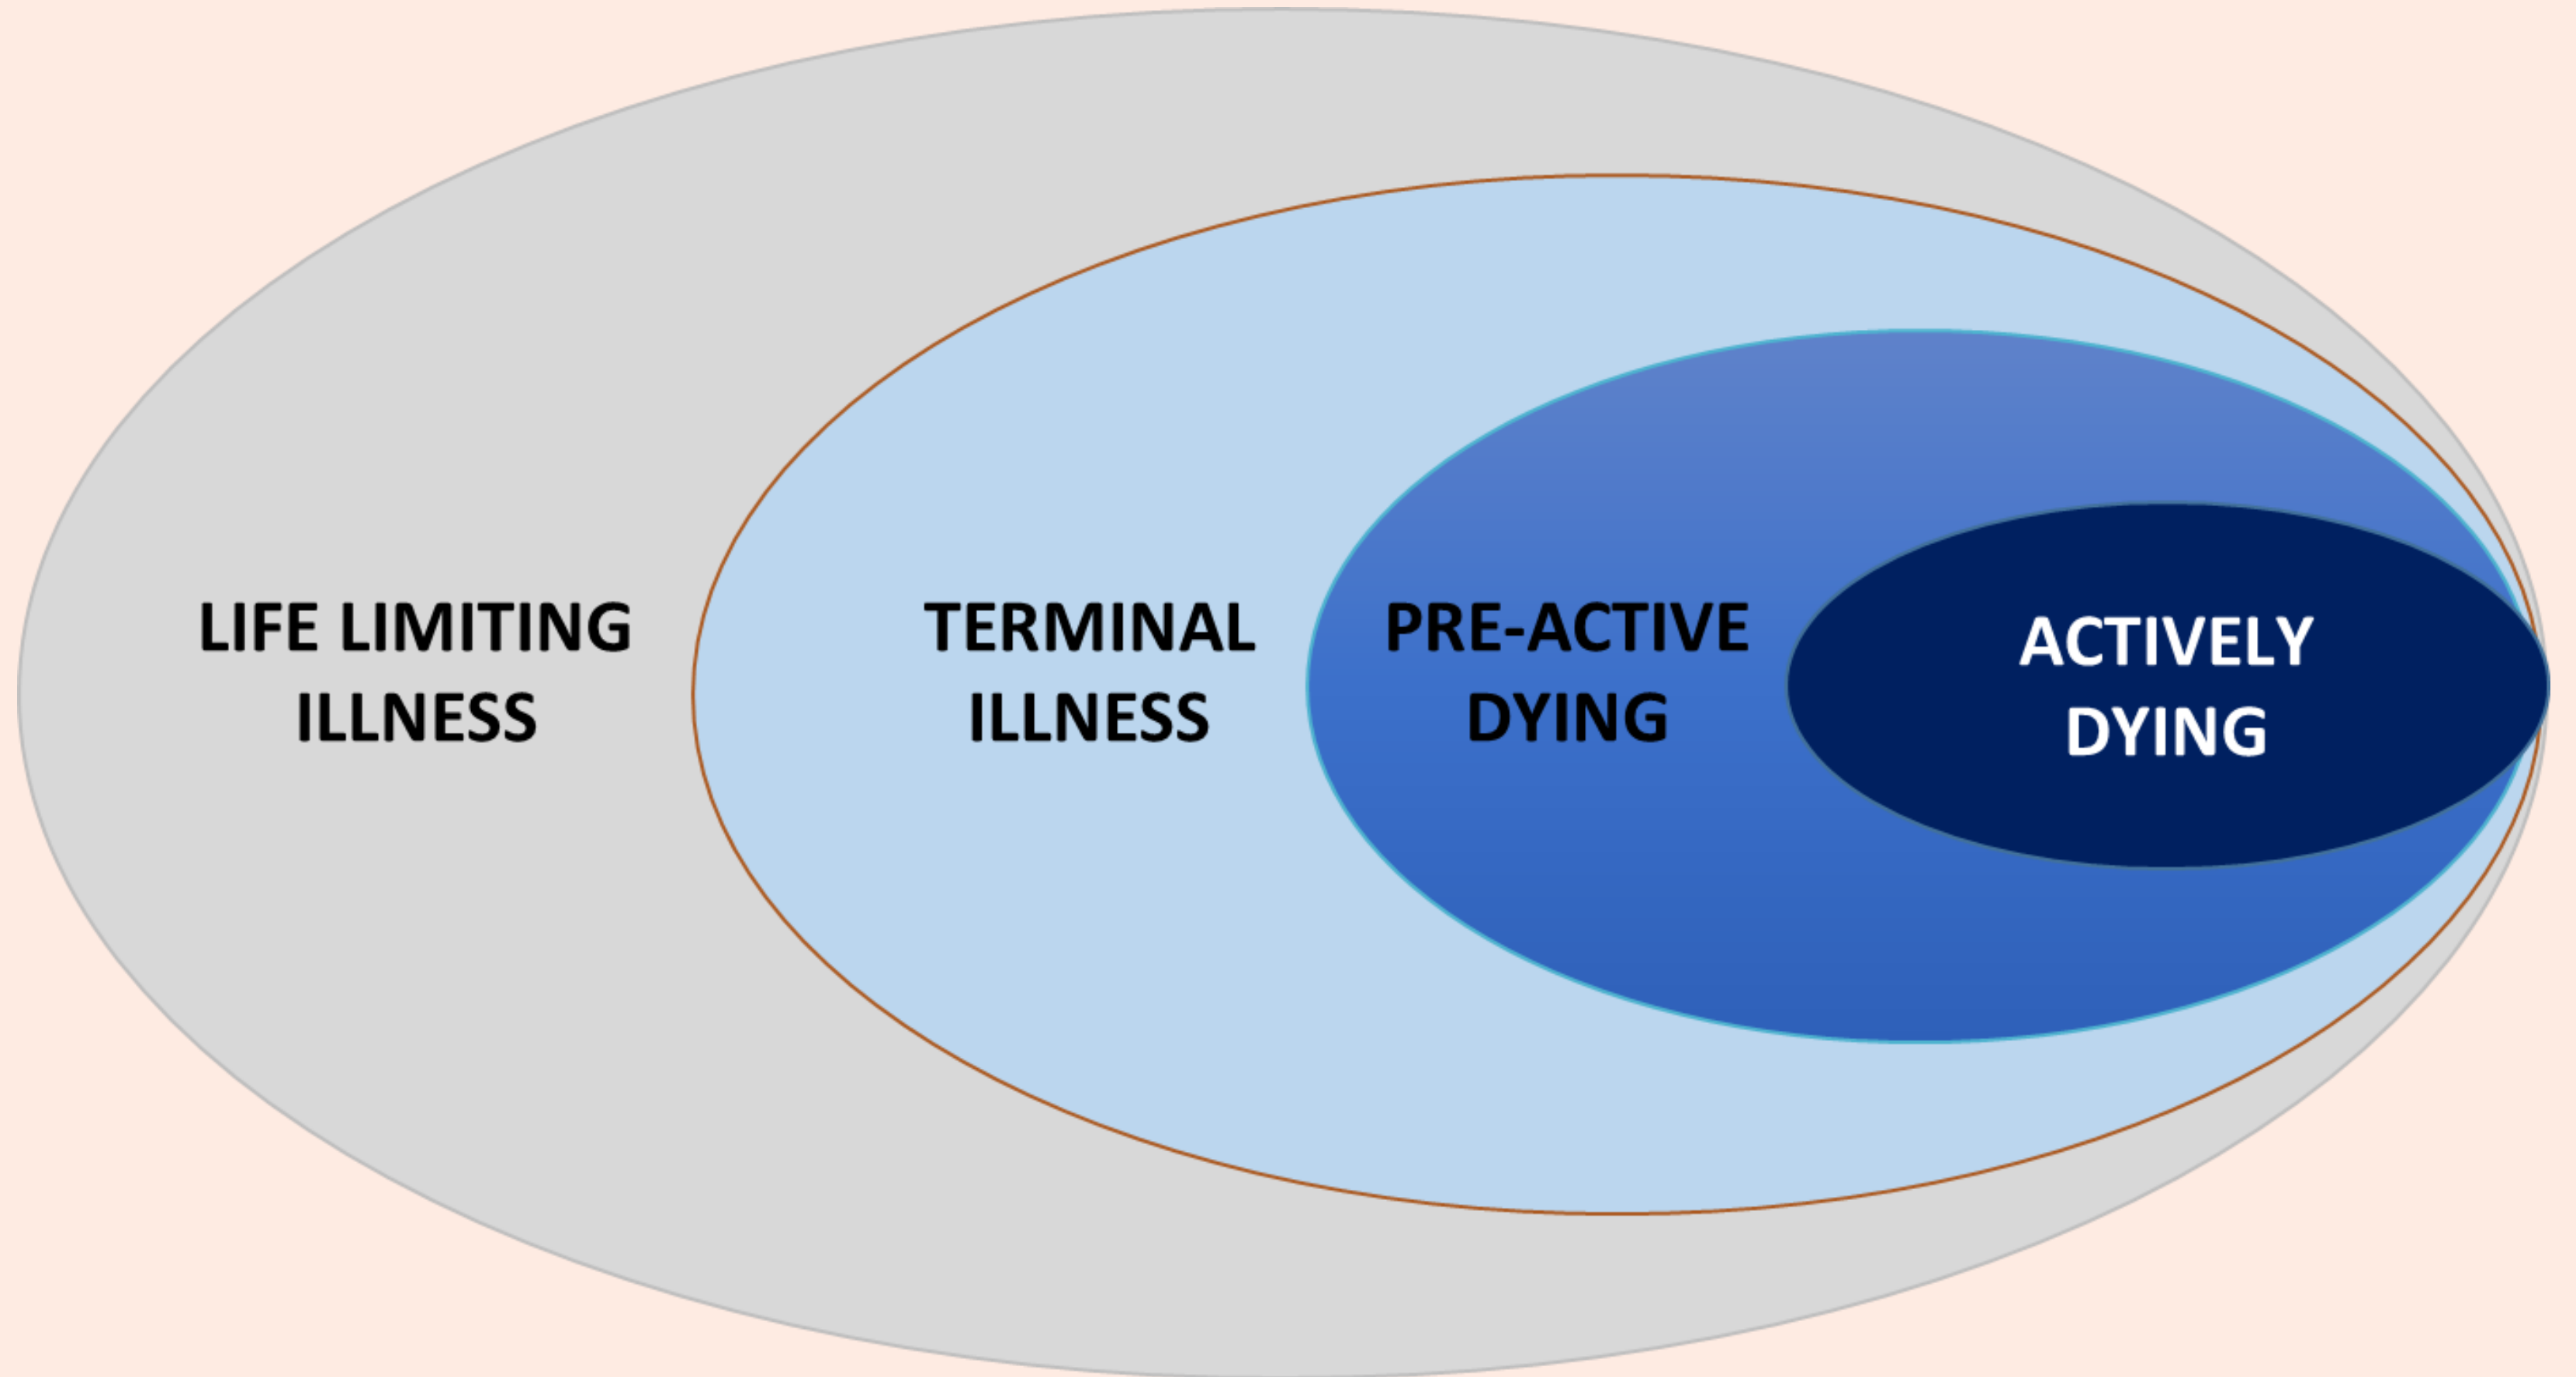 LIFE LIMITING
ILLNESS
TERMINAL
ILLNESS
PRE-ACTIVE
DYING
ACTIVELY
DYING